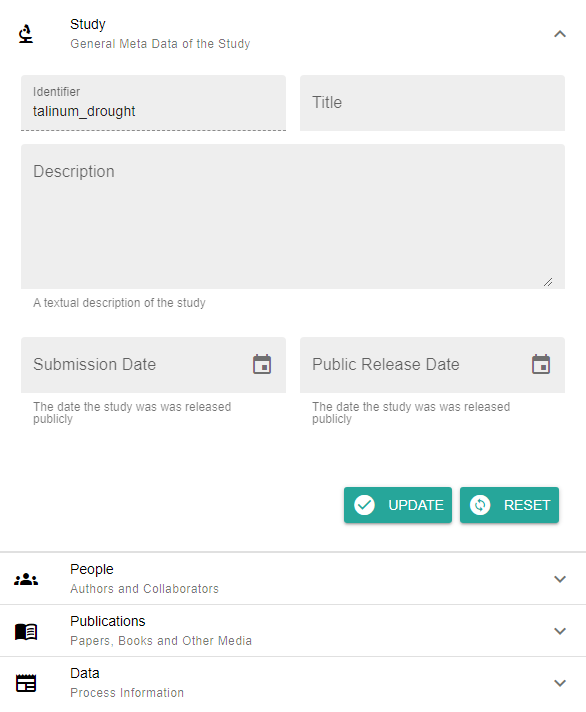 Study
General Meta Data of the Study
Identifier
talinum_drought
Title
Description
A textual description of the study
Submission Date
Public Release Date
The date the study was was released
publicly
The date the study was was released
publicly
UPDATE
RESET
People
Authors and Collaborators
Publications
Papers, Books and Other Media
Data
Process Information